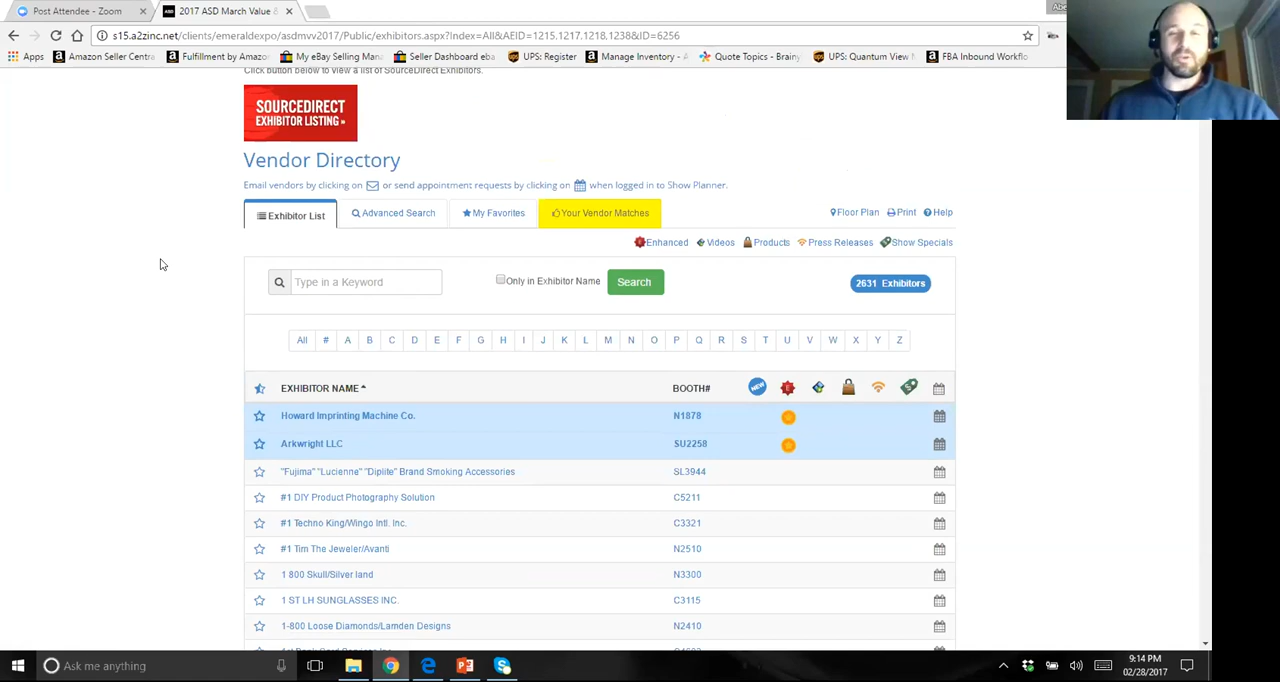 Post Attendee - Zoom
2017 ASD March Value &
s15.a2zinc.net/clients/emeraldexpo/asdmvv2017/Public/exhibitors.aspx?Index=All&AEID=1215.1217.1218.1238&ID=6256
Apps Amazon Seller Centra Fulfillment by Amazo My eBay Selling Mana Seller Dashboard eba UPS: Register Manage Inventory - A Quote Topics - Brainy UPS: Quantum View N FBA Inbound Workflo
Click button below to view a list of SourceDirect Exhibitors.
SOURCEDIRECT
EXHIBITOR LISTING»
Vendor Directory
Email vendors by clicking on or send appointment requests by clicking on when logged in to Show Planner.
Exhibitor List Advanced Search My Favorites Your Vendor Matches Floor Plan Print Help
Enhanced Videos Products Press Releases Show Specials
Type in a Keyword Only in Exhibitor Name Search 2631 Exhibitors
All # A B C D E F G H I J K L M N O P Q R S T U V W X Y Z
EXHIBITOR NAME BOOTH# NEW
Howard Imprinting Machine Co. N1878
Arkwright LLC SU2258
"Fujima" "Lucienne" "Diplite" Brand Smoking Accessories SL3944
#1 DIY Product Photography Solution C5211
#1 Techno King/Wingo Intl. Inc. C3321
#1 Tim The Jeweler/Avanti N2510
1 800 Skull/Silver land N3300
1 ST LH SUNGLASSES INC. C3115
1-800 Loose Diamonds/Lamden Designs N2410
Ask me anything
9:14 PM
02/28/2017